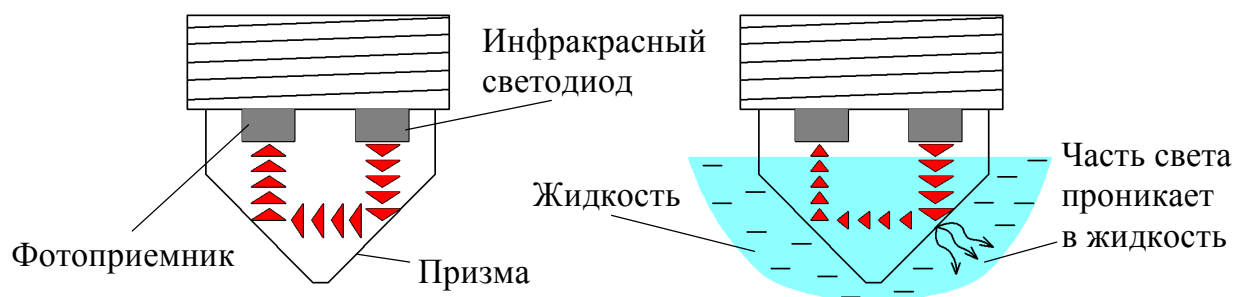 Инфракрасный
светодиод
Фотоприемник
Призма
Жидкость
Часть света
проникает
в жидкость